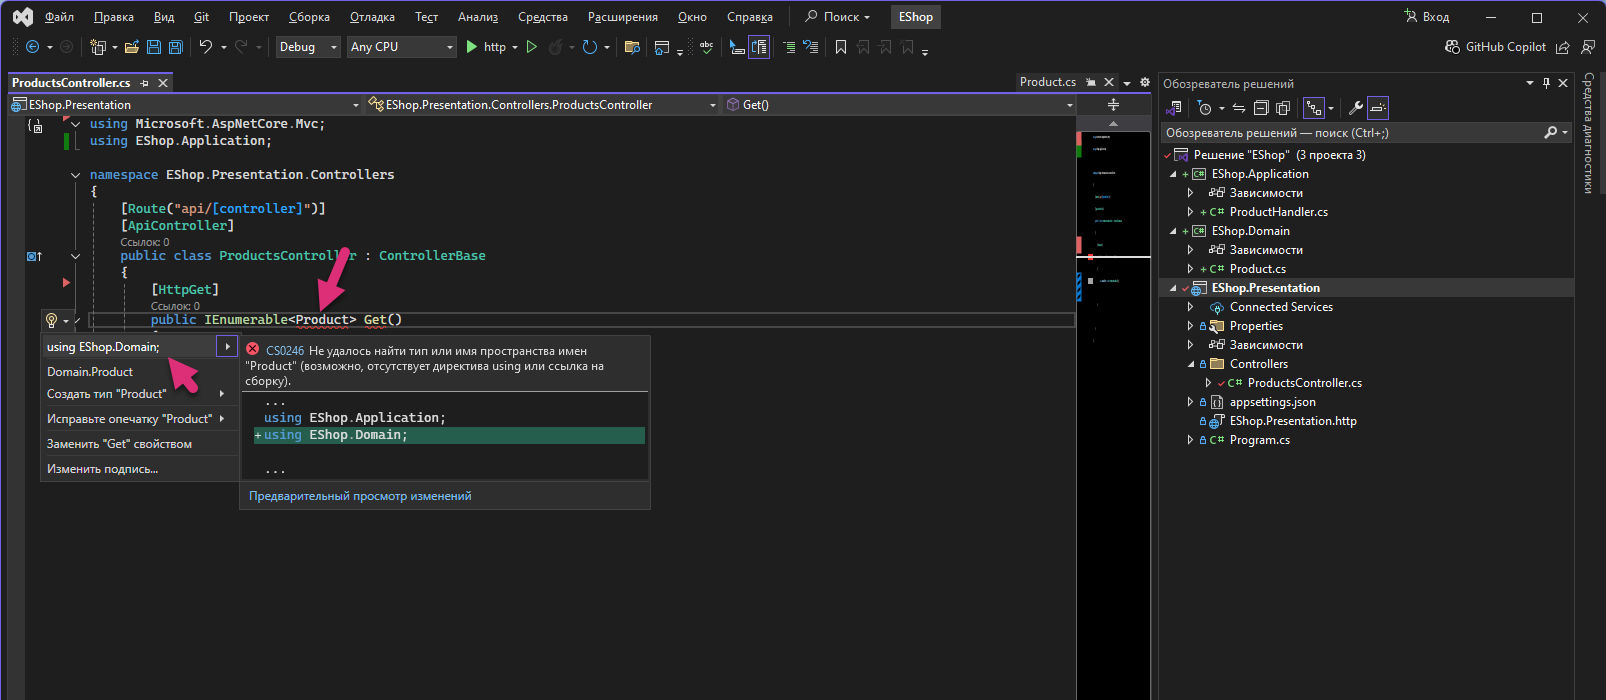 Файл Правка Вид Git Проект Сборка Отладка Тест Анализ Средства Расширения Окно Справка Поиск EShop Вход
Debug Any CPU http abc GitHub Copilot
ProductsController.cs Product.cs
EShop.Presentation EShop.Presentation.Controllers.ProductsController Get()
using Microsoft.AspNetCore.Mvc;
using EShop.Application;
namespace EShop.Presentation.Controllers
{
[Route("api/[controller]")]
[ApiController]
Ссылок: 0
public class ProductsController : ControllerBase
{
[HttpGet]
Ссылок: 0
public IEnumerable<Product> Get()
using EShop.Domain;
Domain.Product
Создать тип "Product"
Исправьте опечатку "Product"
Заменить "Get" свойством
Изменить подпись...
CS0246 Не удалось найти тип или имя пространства имен
"Product" (возможно, отсутствует директива using или ссылка на
сборку).
...
using EShop.Application;
+using EShop.Domain;
...
Предварительный просмотр изменений
Обозреватель решений
Обозреватель решений — поиск (Ctrl+;)
Решение "EShop" (3 проекта 3)
+ C# EShop.Application
Зависимости
+ C# ProductHandler.cs
+ C# EShop.Domain
Зависимости
+ C# Product.cs
EShop.Presentation
Connected Services
Properties
Зависимости
Controllers
C# ProductsController.cs
appsettings.json
EShop.Presentation.http
C# Program.cs
Средства диагностики